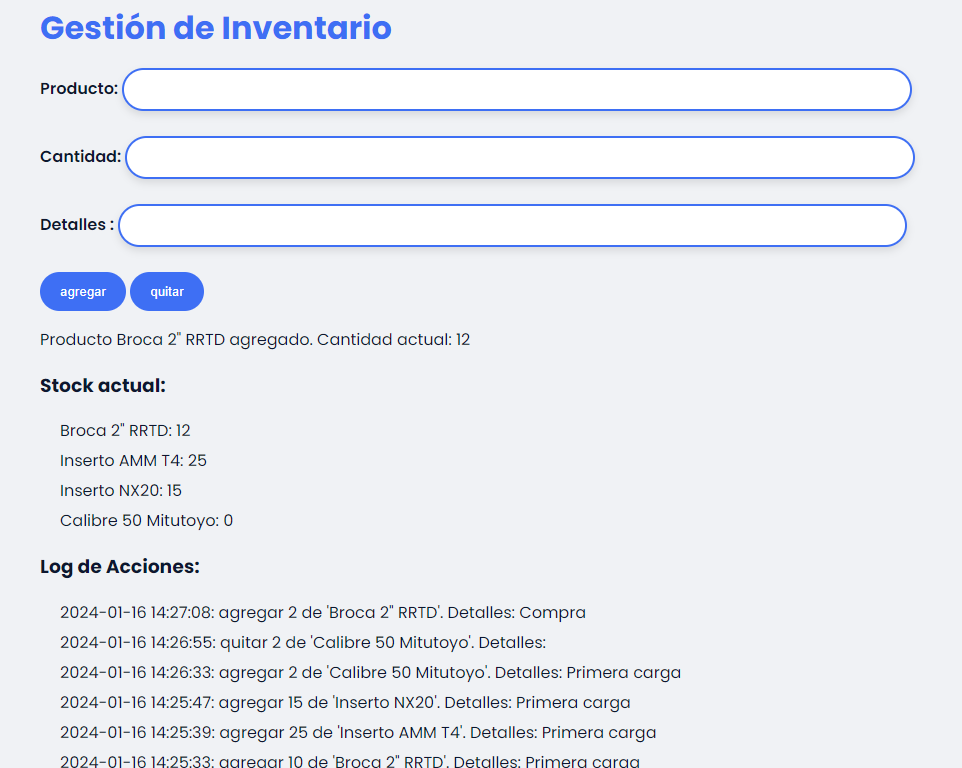 Gestión de Inventario
Producto:
Cantidad:
Detalles :
agregar quitar
Producto Broca 2" RRTD agregado. Cantidad actual: 12
Stock actual:
Broca 2" RRTD: 12
Inserto AMM T4: 25
Inserto NX20: 15
Calibre 50 Mitutoyo: 0
Log de Acciones:
2024-01-16 14:27:08: agregar 2 de 'Broca 2" RRTD'. Detalles: Compra
2024-01-16 14:26:55: quitar 2 de 'Calibre 50 Mitutoyo'. Detalles:
2024-01-16 14:26:33: agregar 2 de 'Calibre 50 Mitutoyo'. Detalles: Primera carga
2024-01-16 14:25:47: agregar 15 de 'Inserto NX20'. Detalles: Primera carga
2024-01-16 14:25:39: agregar 25 de 'Inserto AMM T4'. Detalles: Primera carga
2024-01-16 14:25:33: agregar 10 de 'Broca 2" RRTD'. Detalles: Primera carga